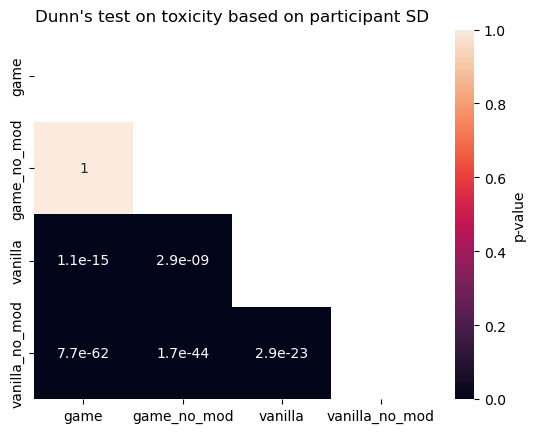 Dunn's test on toxicity based on participant SD
game
game_no_mod
vanilla
vanilla_no_mod
1
1.1e-15 2.9e-09
7.7e-62 1.7e-44 2.9e-23
game game_no_mod vanilla vanilla_no_mod
1.0
0.8
0.6
0.4
0.2
0.0
p-value